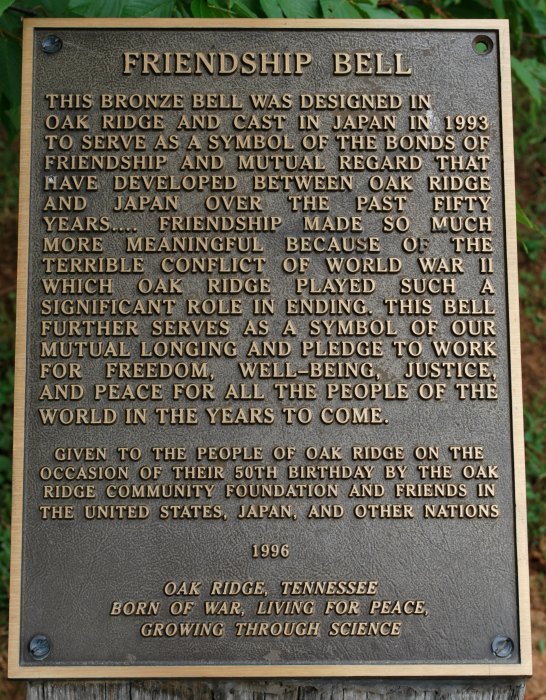 FRIENDSHIP BELL
THIS BRONZE BELL WAS DESIGNED IN
OAK RIDGE AND CAST IN JAPAN IN 1993
TO SERVE AS A SYMBOL OF THE BONDS OF
FRIENDSHIP AND MUTUAL REGARD THAT
HAVE DEVELOPED BETWEEN OAK RIDGE
AND JAPAN OVER THE PAST FIFTY
YEARS.... FRIENDSHIP MADE SO MUCH
MORE MEANINGFUL BECAUSE OF THE
TERRIBLE CONFLICT OF WORLD WAR II
WHICH OAK RIDGE PLAYED SUCH A
SIGNIFICANT ROLE IN ENDING. THIS BELL
FURTHER SERVES AS A SYMBOL OF OUR
MUTUAL LONGING AND PLEDGE TO WORK
FOR FREEDOM, WELL-BEING, JUSTICE,
AND PEACE FOR ALL THE PEOPLE OF THE
WORLD IN THE YEARS TO COME.
GIVEN TO THE PEOPLE OF OAK RIDGE ON THE
OCCASION OF THEIR 50TH BIRTHDAY BY THE OAK
RIDGE COMMUNITY FOUNDATION AND FRIENDS IN
THE UNITED STATES, JAPAN, AND OTHER NATIONS
1996
OAK RIDGE, TENNESSEE
BORN OF WAR, LIVING FOR PEACE,
GROWING THROUGH SCIENCE